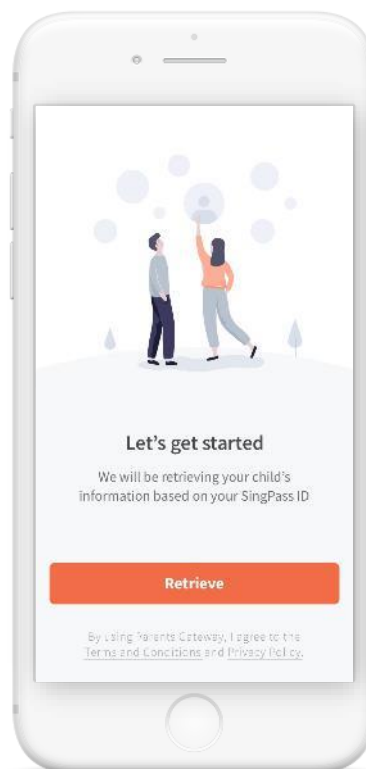 Let's get started
We will be retrieving your child's
information based on your SingPass ID
Retrieve
By using Parents Gateway, I agree to the
Terms and Conditions and Privacy Policy.